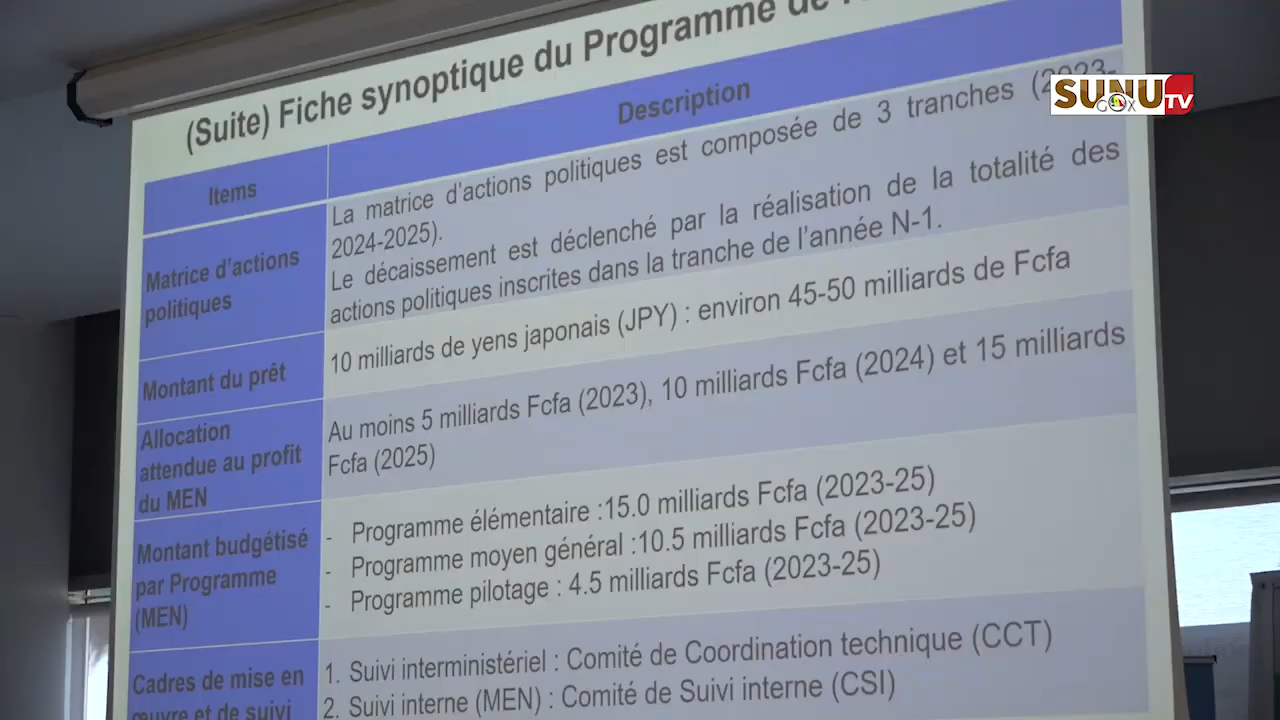 (Suite) Fiche synoptique du Programme de
SUNU
GOX
TV
Items
Description
Matrice d’actions
politiques
La matrice d’actions politiques est composée de 3 tranches (2023-
2024-2025).
Le décaissement est déclenché par la réalisation de la totalité des
actions politiques inscrites dans la tranche de l’année N-1.
Montant du prêt
10 milliards de yens japonais (JPY) : environ 45-50 milliards de Fcfa
Allocation
attendue au profit
du MEN
Au moins 5 milliards Fcfa (2023), 10 milliards Fcfa (2024) et 15 milliards
Fcfa (2025)
Montant budgétisé
par Programme
(MEN)
- Programme élémentaire :15.0 milliards Fcfa (2023-25)
- Programme moyen général :10.5 milliards Fcfa (2023-25)
- Programme pilotage : 4.5 milliards Fcfa (2023-25)
Cadres de mise en
œuvre et de suivi
1. Suivi interministériel : Comité de Coordination technique (CCT)
2. Suivi interne (MEN) : Comité de Suivi interne (CSI)